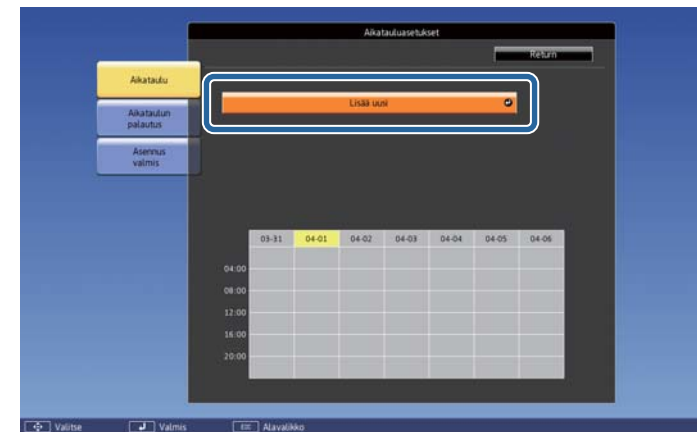 Aikatauluasetukset
Return
Aikataulu
Lisää uusi
Aikataulun
palautus
Asennus
valmis
03-31 04-01 04-02 04-03 04-04 04-05 04-06
04:00
08:00
12:00
16:00
20:00
Valitse Valmis Esc Alavalikko